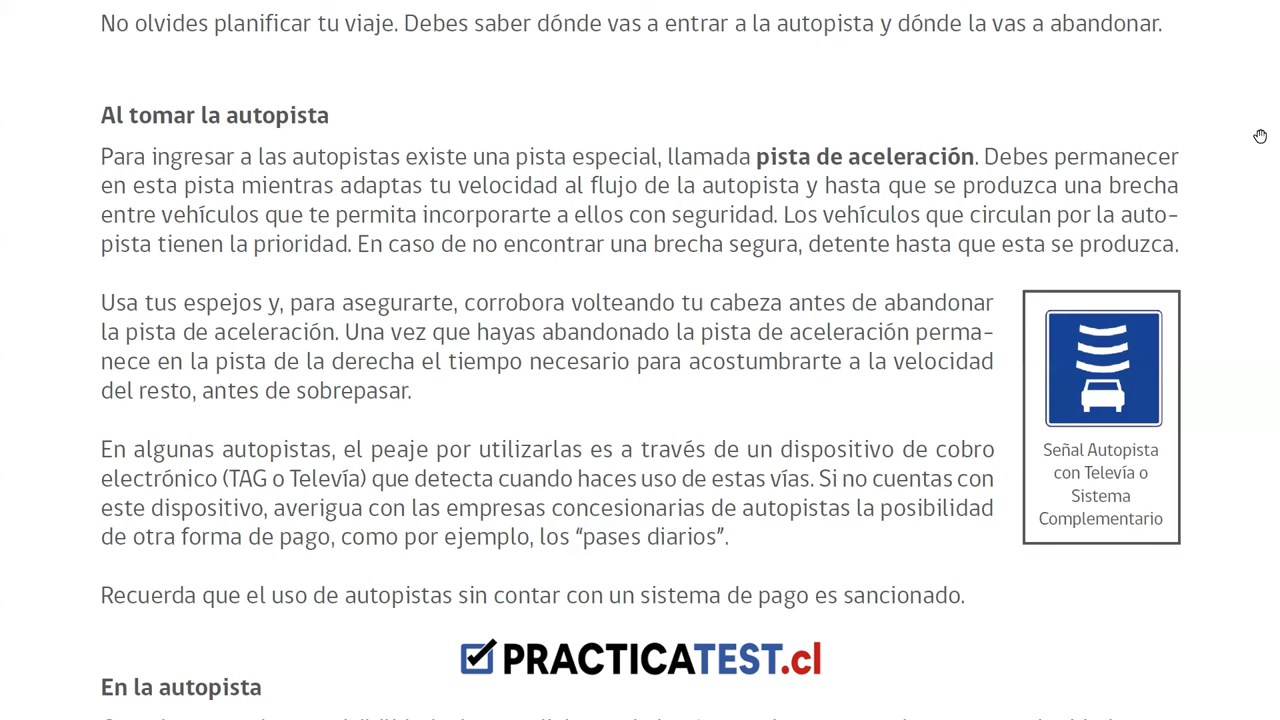 No olvides planificar tu viaje. Debes saber dónde vas a entrar a la autopista y dónde la vas a abandonar.
Al tomar la autopista
Para ingresar a las autopistas existe una pista especial, llamada pista de aceleración. Debes permanecer
en esta pista mientras adaptas tu velocidad al flujo de la autopista y hasta que se produzca una brecha
entre vehículos que te permita incorporarte a ellos con seguridad. Los vehículos que circulan por la auto-
pista tienen la prioridad. En caso de no encontrar una brecha segura, detente hasta que esta se produzca.
Usa tus espejos y, para asegurarte, corrobora volteando tu cabeza antes de abandonar
la pista de aceleración. Una vez que hayas abandonado la pista de aceleración perma-
nece en la pista de la derecha el tiempo necesario para acostumbrarte a la velocidad
del resto, antes de sobrepasar.
En algunas autopistas, el peaje por utilizarlas es a través de un dispositivo de cobro
electrónico (TAG o Televía) que detecta cuando haces uso de estas vías. Si no cuentas con
este dispositivo, averigua con las empresas concesionarias de autopistas la posibilidad
de otra forma de pago, como por ejemplo, los “pases diarios”.
Señal Autopista
con Televía o
Sistema
Complementario
Recuerda que el uso de autopistas sin contar con un sistema de pago es sancionado.
PRACTICATEST.cl
En la autopista